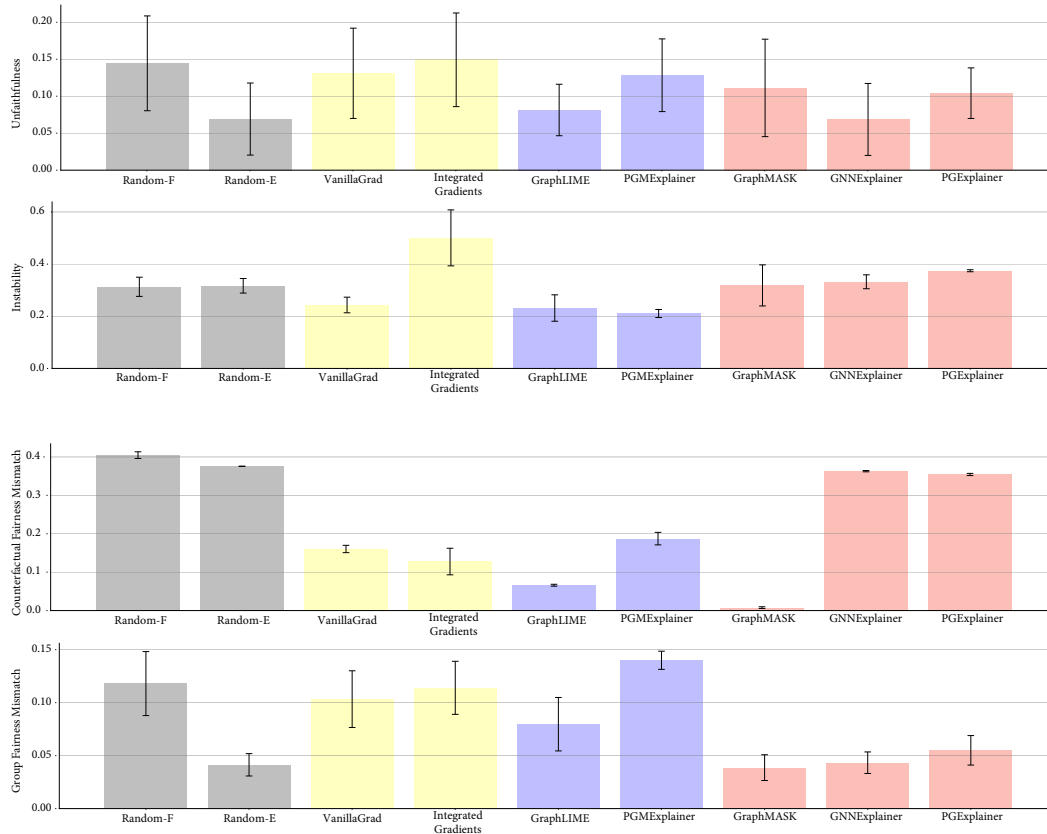 Unfaithfulness
0.20
0.15
0.10
0.05
0.00
Random-F Random-E VanillaGrad Integrated Gradients GraphLIME PGMExplainer GraphMASK GNNExplainer PGExplainer
Instability
0.6
0.4
0.2
0.0
Random-F Random-E VanillaGrad Integrated Gradients GraphLIME PGMExplainer GraphMASK GNNExplainer PGExplainer
Counterfactual Fairness Mismatch
0.4
0.3
0.2
0.1
0.0
Random-F Random-E VanillaGrad Integrated Gradients GraphLIME PGMExplainer GraphMASK GNNExplainer PGExplainer
Group Fairness Mismatch
0.15
0.10
0.05
0.00
Random-F Random-E VanillaGrad Integrated Gradients GraphLIME PGMExplainer GraphMASK GNNExplainer PGExplainer